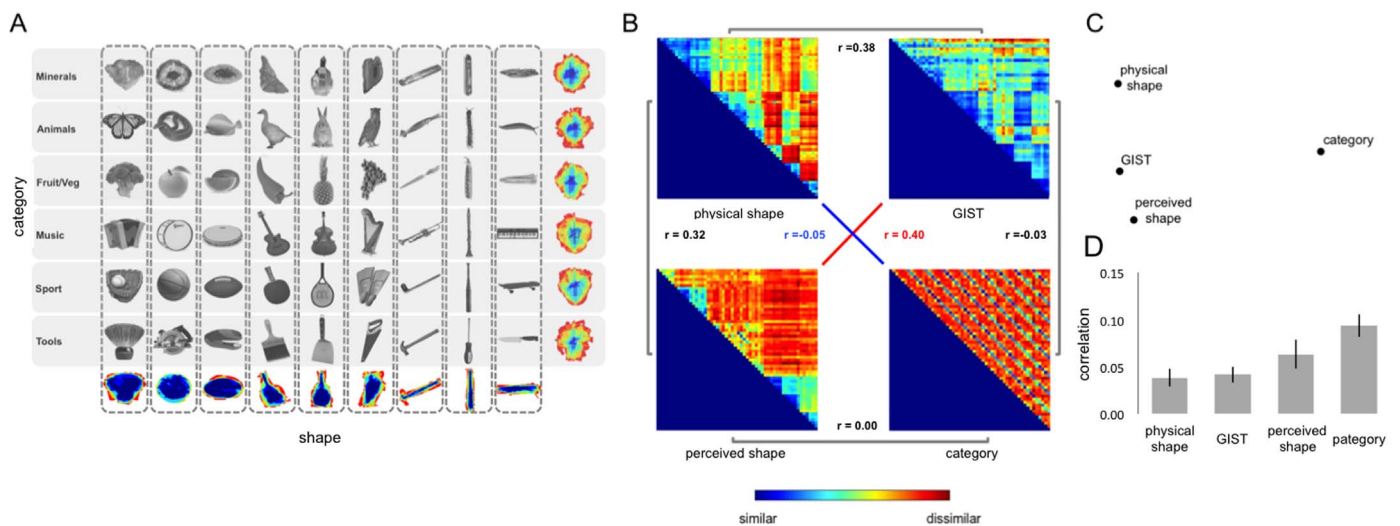 A
Minerals
Animals
Fruit/Veg
Music
Sport
Tools
category
shape
B
r =0.38
physical shape
GIST
r = 0.32
r =-0.05
r = 0.40
r =-0.03
r = 0.00
perceived shape
category
similar
dissimilar
C
physical
shape
GIST
category
perceived
shape
D
0.15
0.10
0.05
0.00
correlation
physical
shape
GIST
perceived
shape
pategory